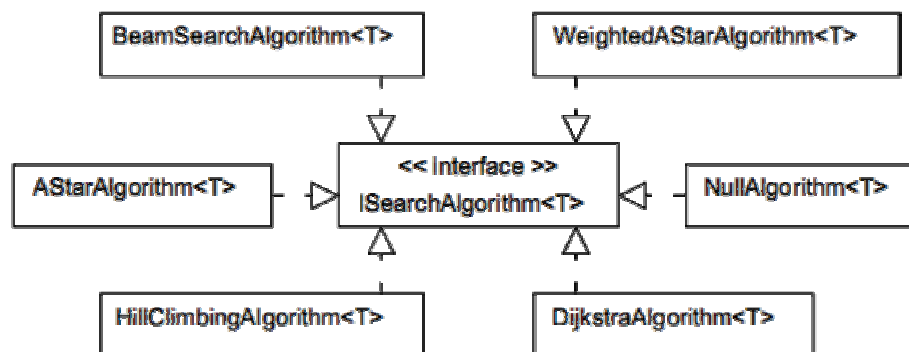 BeamSearchAlgorithm<T>
WeightedAStarAlgorithm<T>
<< Interface >>
AStarAlgorithm<T>
ISearchAlgorithm<T>
NullAlgorithm<T>
HillClimbingAlgorithm<T>
DijkstraAlgorithm<T>